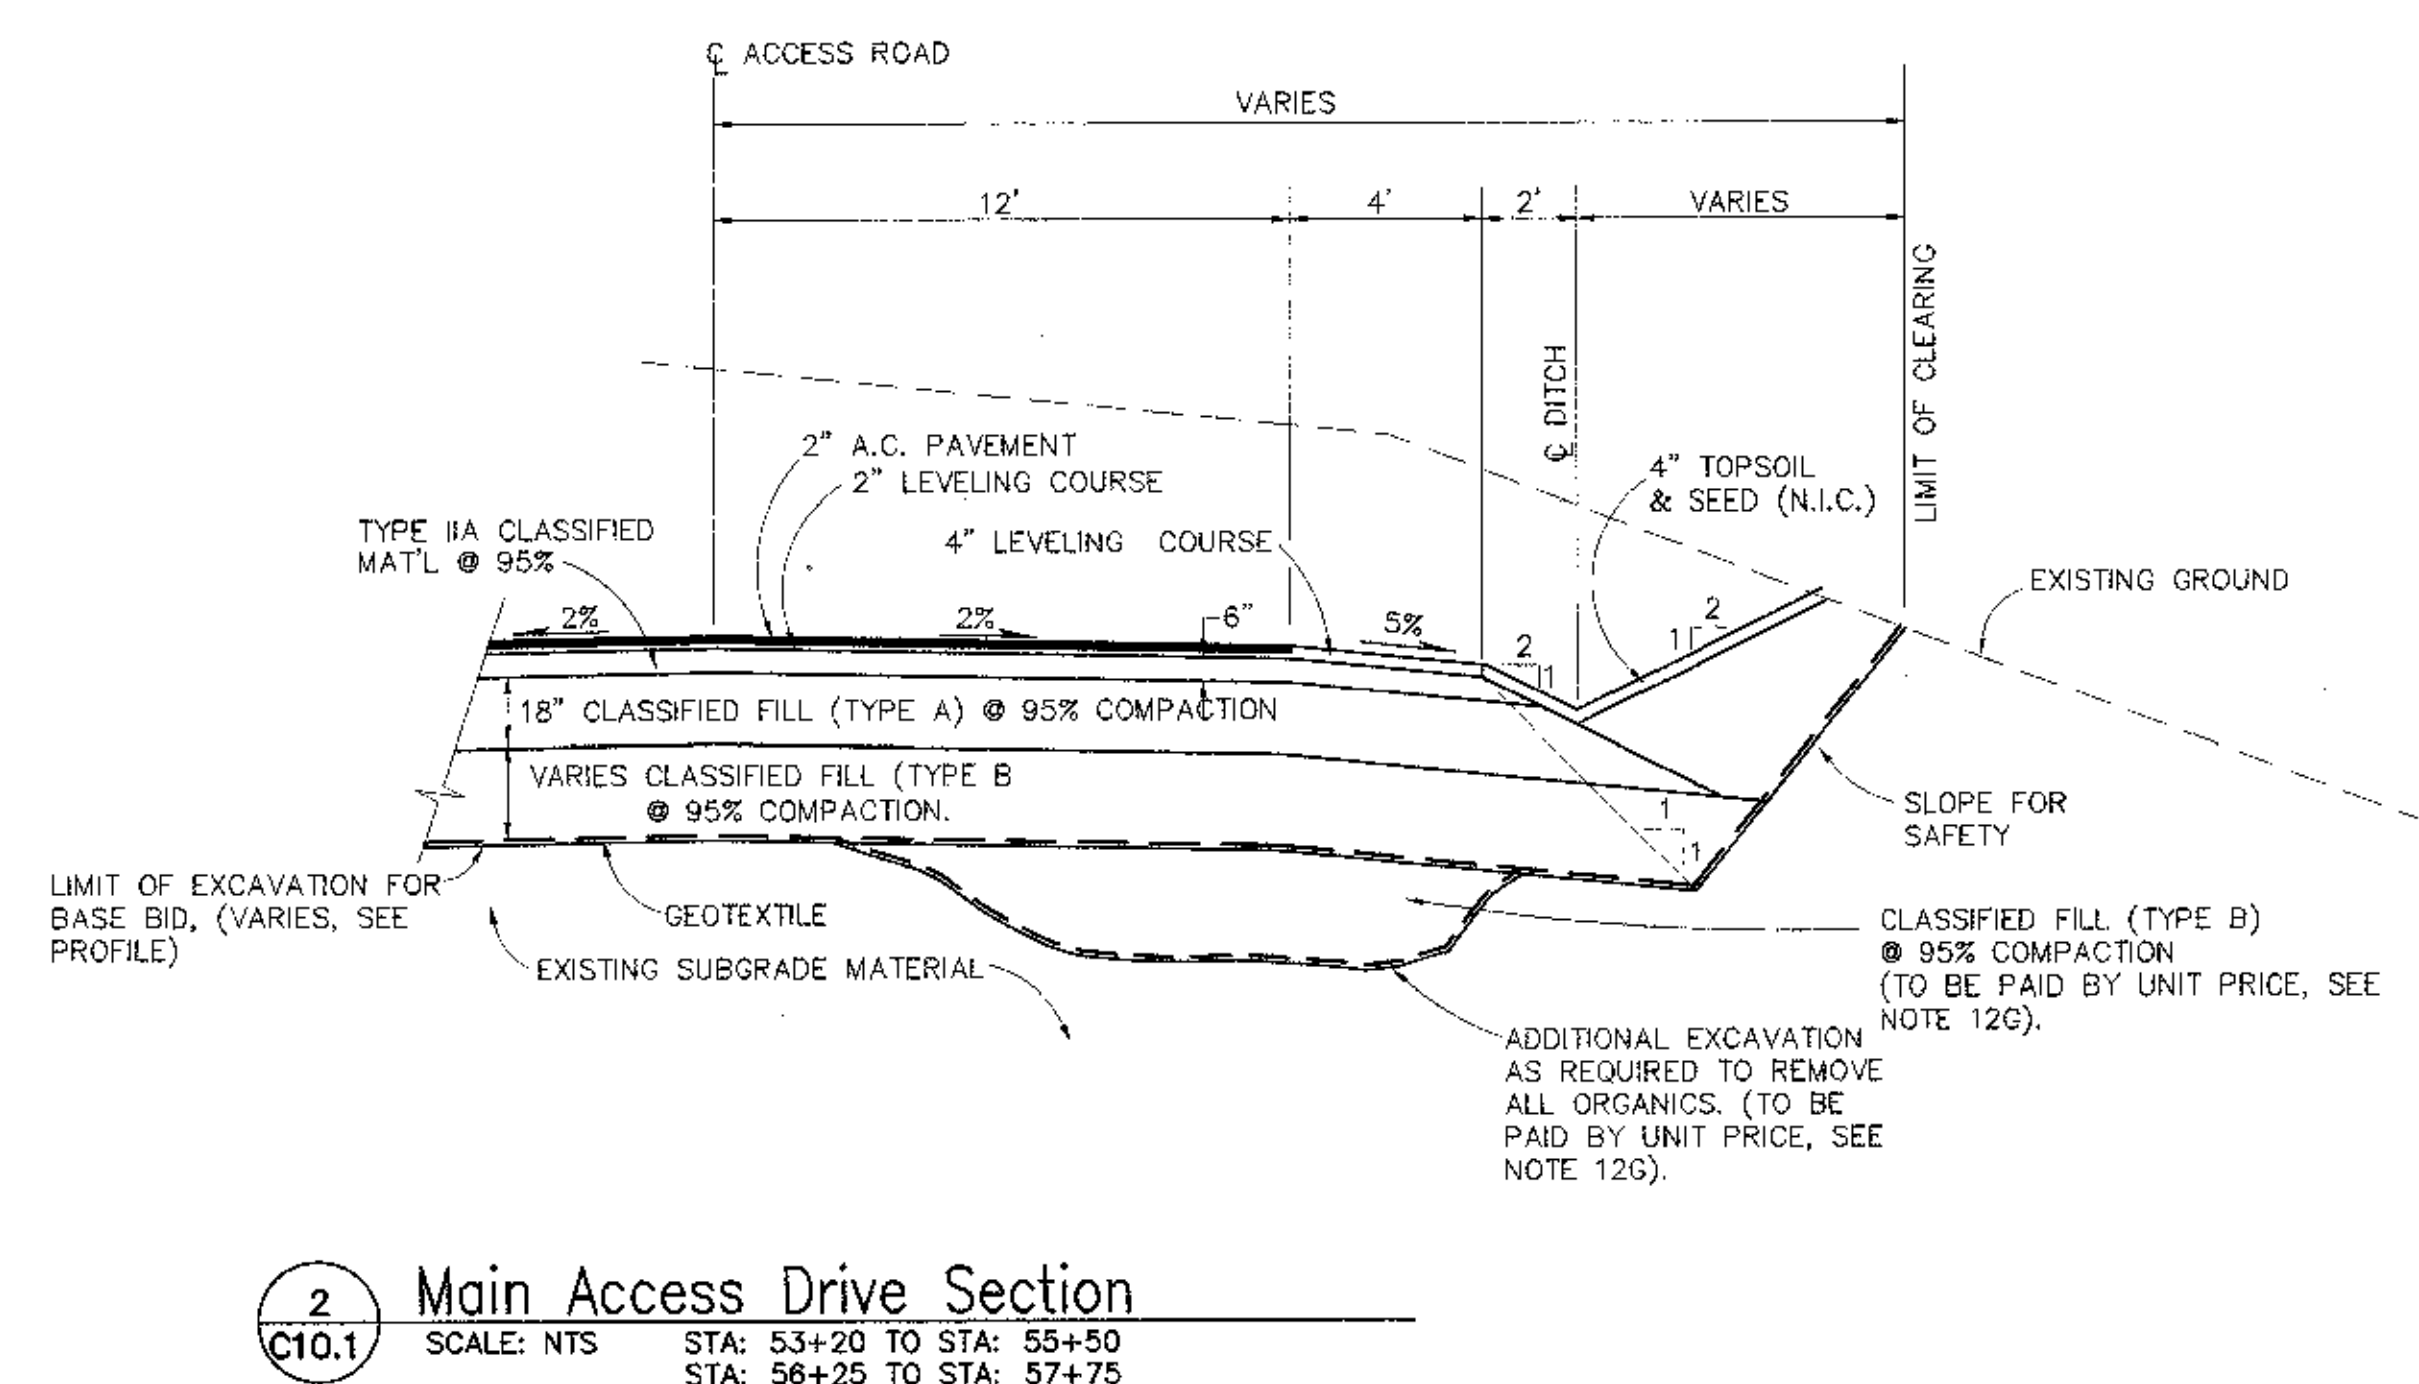 ℄ ACCESS ROAD
VARIES
12'
4'
2'
VARIES
LIMIT OF CLEARING
℄ DITCH
2" A.C. PAVEMENT
2" LEVELING COURSE
4" LEVELING COURSE
4" TOPSOIL
& SEED (N.I.C.)
TYPE IIA CLASSIFIED
MAT'L @ 95%
EXISTING GROUND
2%
2%
6"
5%
2
1
2
1
18" CLASSIFIED FILL (TYPE A) @ 95% COMPACTION
VARIES CLASSIFIED FILL (TYPE B
@ 95% COMPACTION.
1
1
SLOPE FOR
SAFETY
LIMIT OF EXCAVATION FOR
BASE BID, (VARIES, SEE
PROFILE)
GEOTEXTILE
EXISTING SUBGRADE MATERIAL
CLASSIFIED FILL (TYPE B)
@ 95% COMPACTION
(TO BE PAID BY UNIT PRICE, SEE
NOTE 12G).
ADDITIONAL EXCAVATION
AS REQUIRED TO REMOVE
ALL ORGANICS. (TO BE
PAID BY UNIT PRICE, SEE
NOTE 12G).
2
C10.1
Main Access Drive Section
SCALE: NTS STA: 53+20 TO STA: 55+50
STA: 56+25 TO STA: 57+75